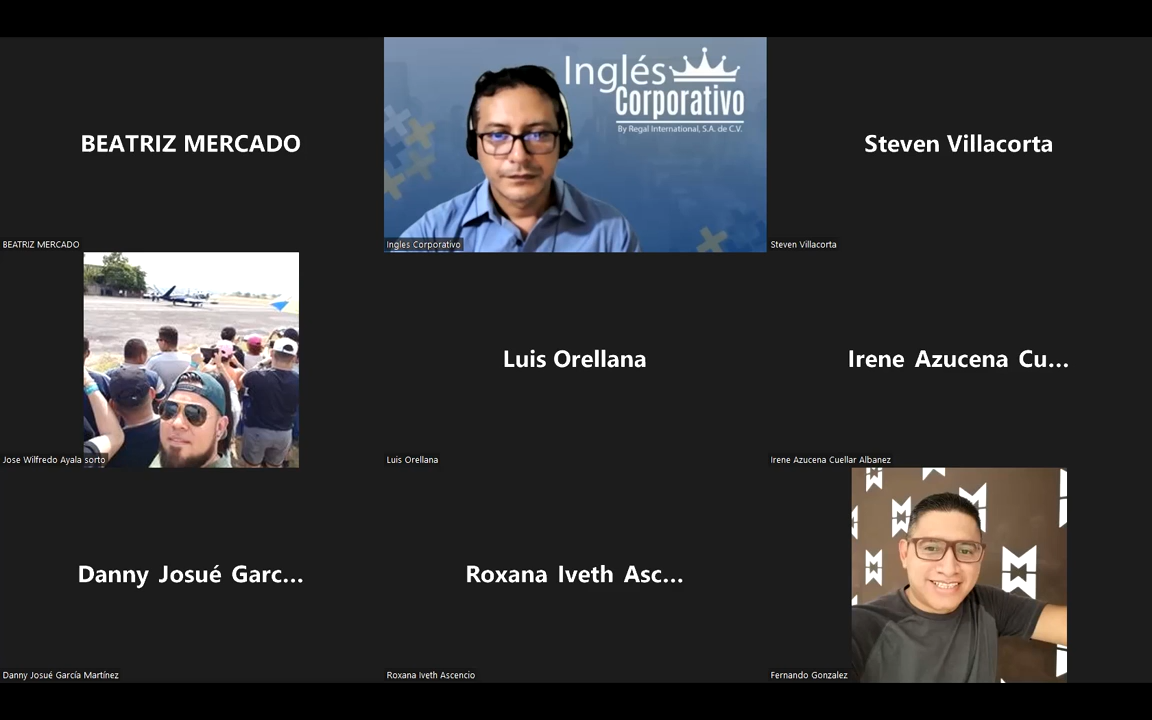 BEATRIZ MERCADO
BEATRIZ MERCADO
Inglés
Corporativo
By Regal International, S.A. de C.V.
Ingles Corporativo
Steven Villacorta
Steven Villacorta
Jose Wilfredo Ayala sorto
Luis Orellana
Luis Orellana
Irene Azucena Cu...
Irene Azucena Cuellar Albanez
Danny Josué Garc...
Danny Josué García Martínez
Roxana Iveth Asc...
Roxana Iveth Ascencio
Fernando Gonzalez